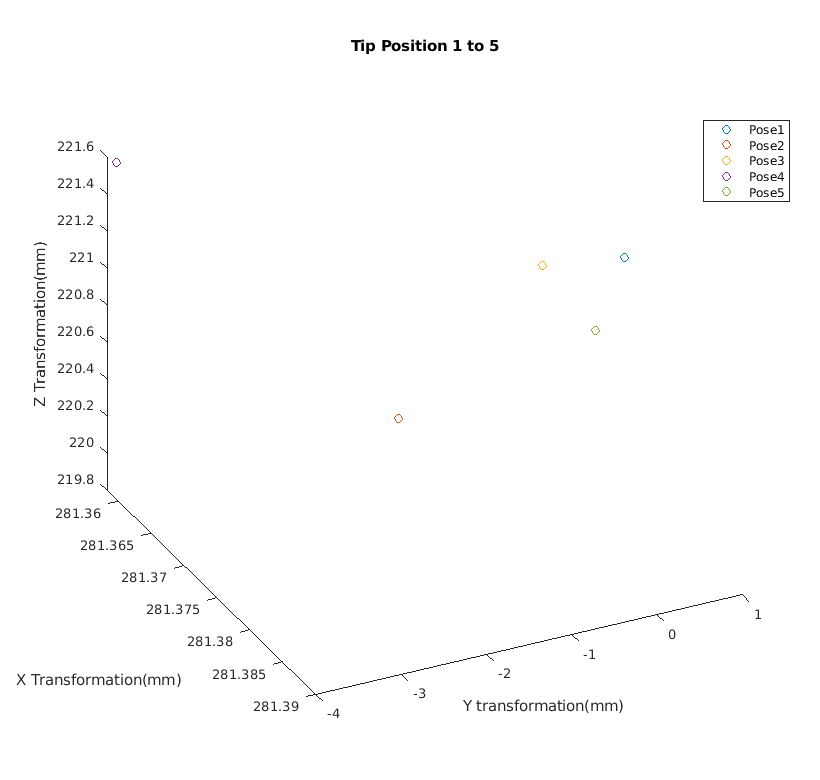 Tip Position 1 to 5
Pose1
Pose2
Pose3
Pose4
Pose5
221.6
221.4
221.2
221
220.8
220.6
220.4
220.2
220
219.8
Z Transformation(mm)
281.36
281.365
281.37
281.375
281.38
281.385
281.39
X Transformation(mm)
-4
-3
-2
-1
0
1
Y transformation(mm)